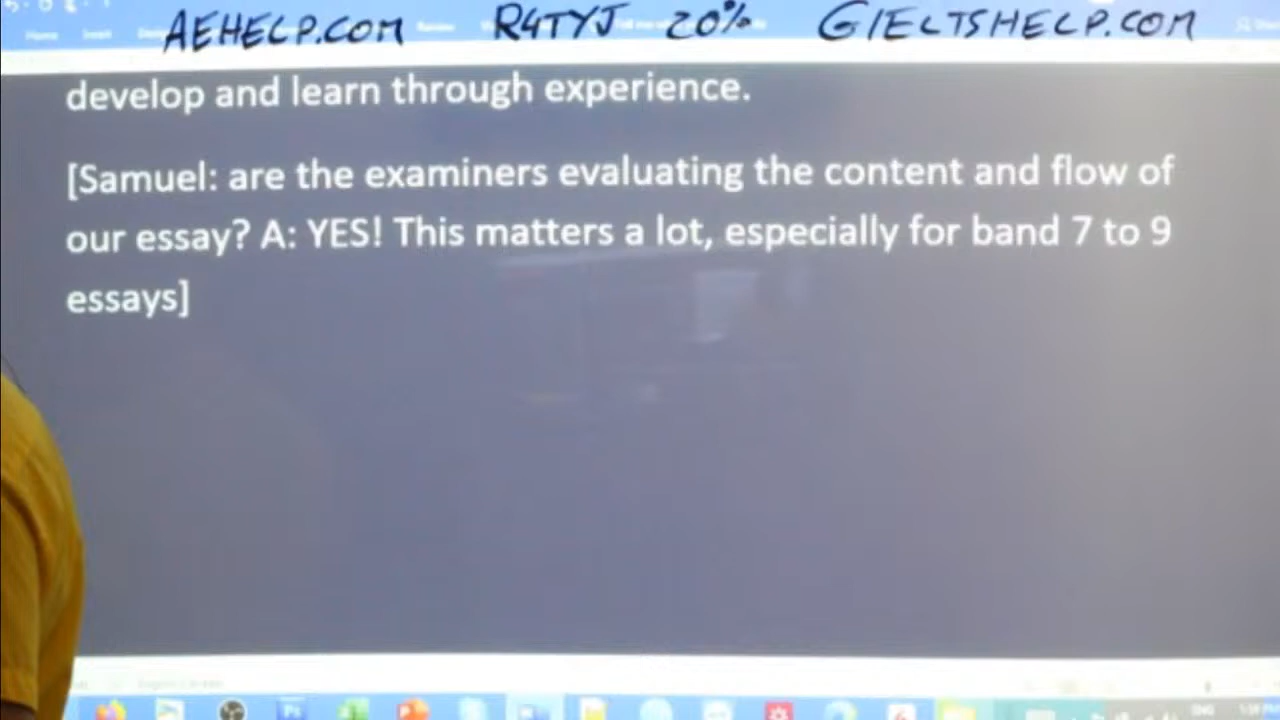 AEHELP.COM R4TYJ 20% GIELTSHELP.COM
develop and learn through experience.
[Samuel: are the examiners evaluating the content and flow of
our essay? A: YES! This matters a lot, especially for band 7 to 9
essays]